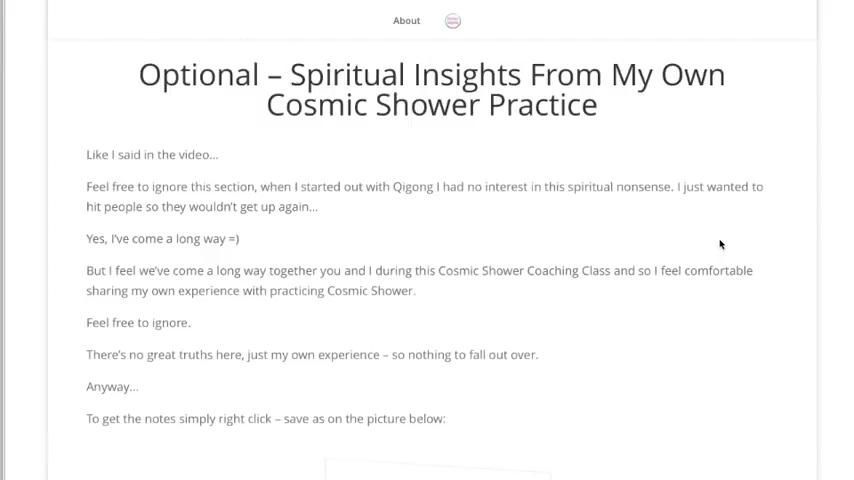 About
Optional – Spiritual Insights From My Own
Cosmic Shower Practice
Like I said in the video...
Feel free to ignore this section, when I started out with Qigong I had no interest in this spiritual nonsense. I just wanted to
hit people so they wouldn't get up again...
Yes, I've come a long way =)
But I feel we've come a long way together you and I during this Cosmic Shower Coaching Class and so I feel comfortable
sharing my own experience with practicing Cosmic Shower.
Feel free to ignore.
There's no great truths here, just my own experience – so nothing to fall out over.
Anyway...
To get the notes simply right click – save as on the picture below: